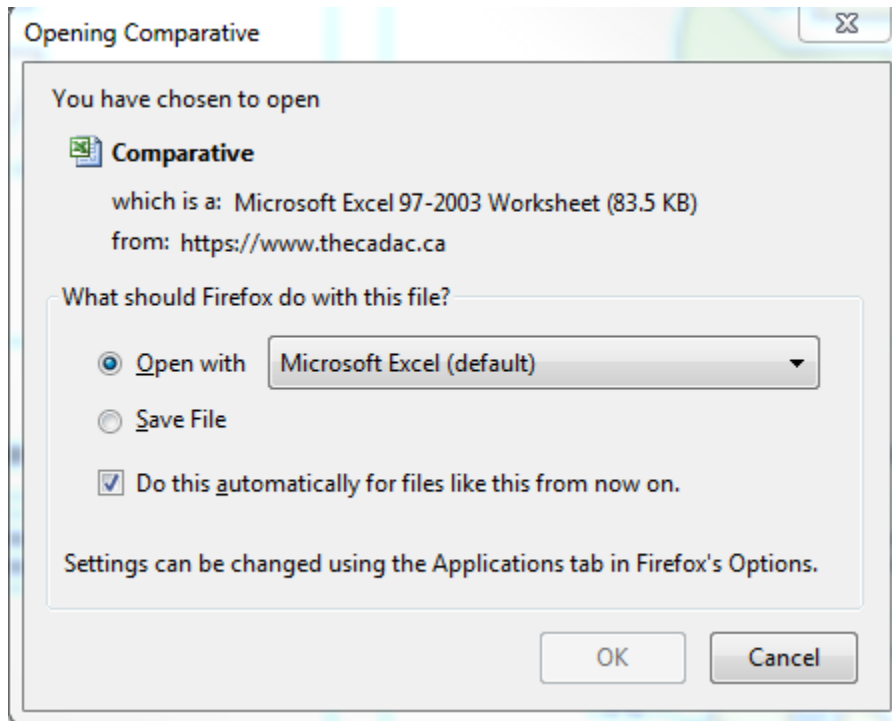 Opening Comparative
You have chosen to open
Comparative
which is a: Microsoft Excel 97-2003 Worksheet (83.5 KB)
from: https://www.thecadac.ca
What should Firefox do with this file?
Open with Microsoft Excel (default)
Save File
Do this automatically for files like this from now on.
Settings can be changed using the Applications tab in Firefox's Options.
OK Cancel